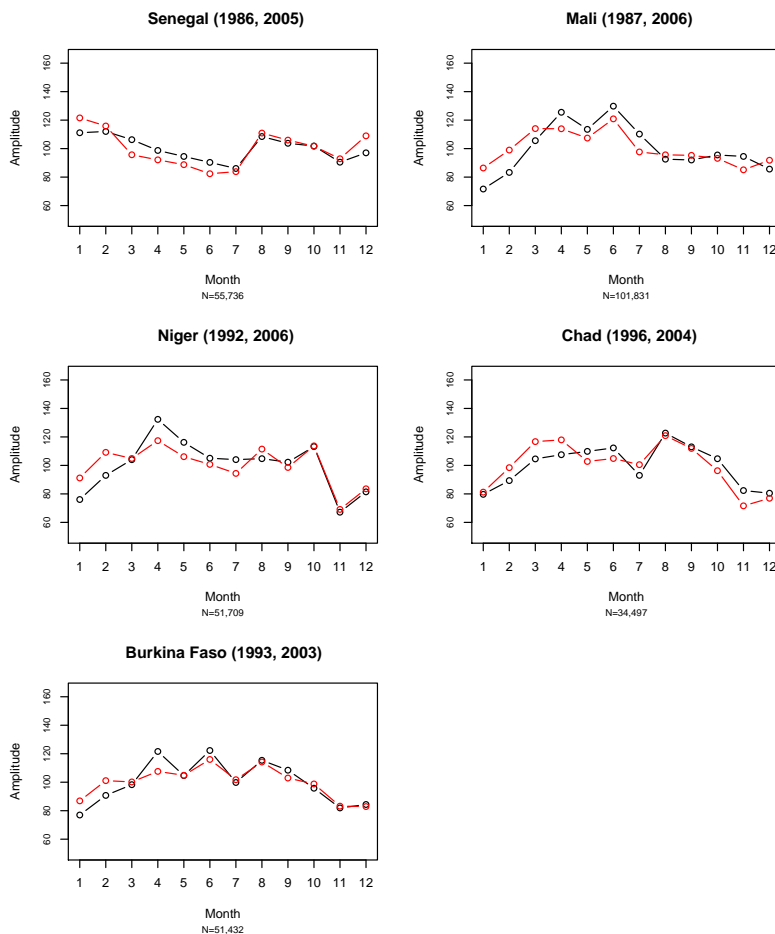 Senegal (1986, 2005)
Amplitude
160
140
120
100
80
60
1 2 3 4 5 6 7 8 9 10 11 12
Month
N=55,736
Mali (1987, 2006)
Amplitude
160
140
120
100
80
60
1 2 3 4 5 6 7 8 9 10 11 12
Month
N=101,831
Niger (1992, 2006)
Amplitude
160
140
120
100
80
60
1 2 3 4 5 6 7 8 9 10 11 12
Month
N=51,709
Chad (1996, 2004)
Amplitude
160
140
120
100
80
60
1 2 3 4 5 6 7 8 9 10 11 12
Month
N=34,497
Burkina Faso (1993, 2003)
Amplitude
160
140
120
100
80
60
1 2 3 4 5 6 7 8 9 10 11 12
Month
N=51,432